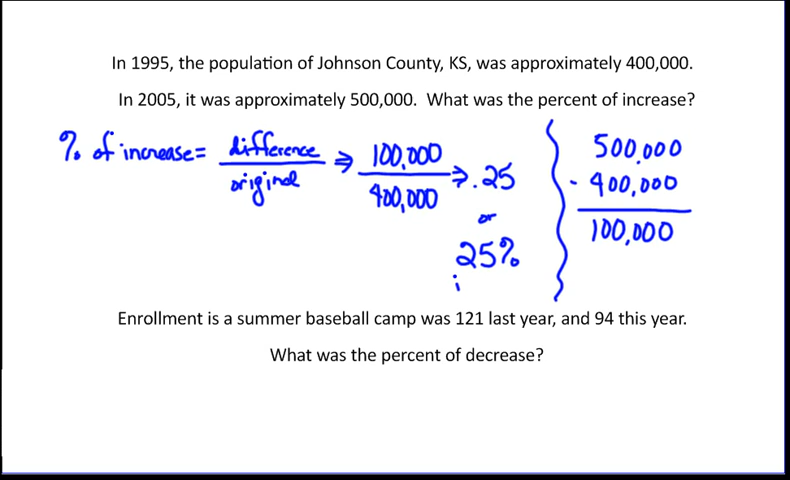 In 1995, the population of Johnson County, KS, was approximately 400,000.
In 2005, it was approximately 500,000. What was the percent of increase?
% of increase = difference / original ⇒ 100,000 / 400,000 ⇒ .25
or
25%
500,000
- 400,000
100,000
Enrollment is a summer baseball camp was 121 last year, and 94 this year.
What was the percent of decrease?